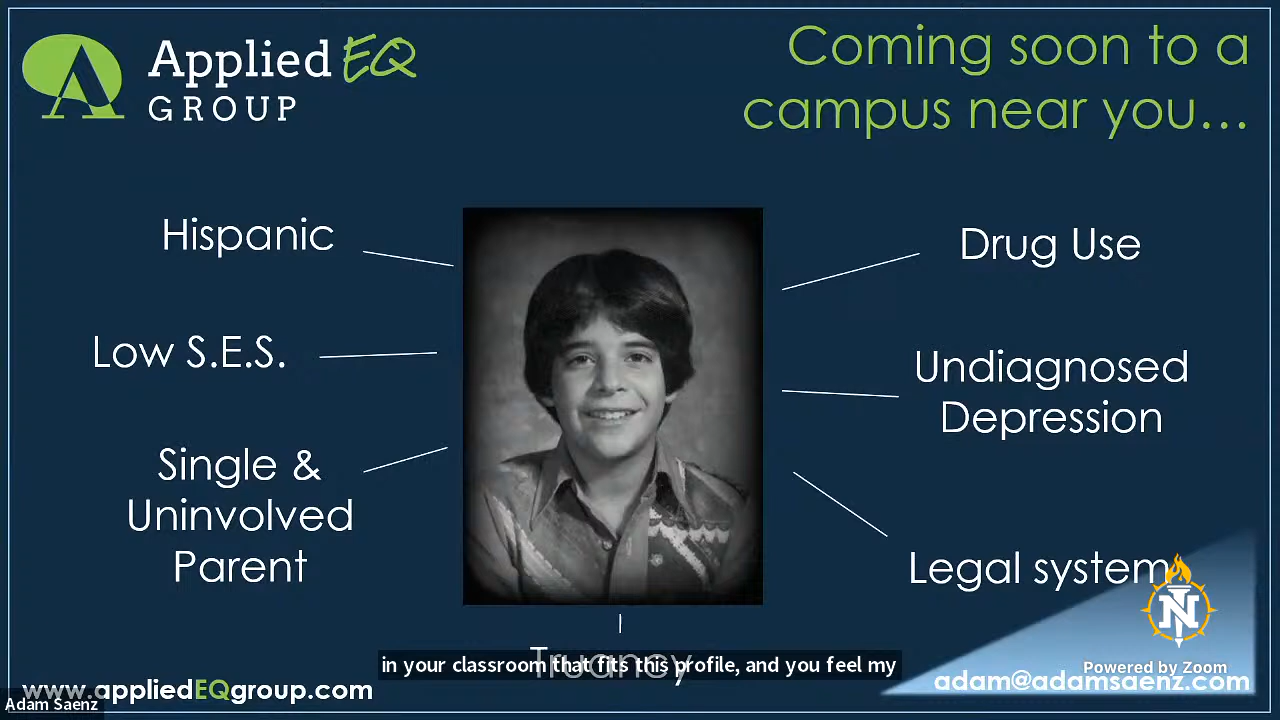 Applied EQ
GROUP
Coming soon to a
campus near you...
Hispanic
Low S.E.S.
Single &
Uninvolved
Parent
Drug Use
Undiagnosed
Depression
Legal system
Truancy
in your classroom that fits this profile, and you feel my
N
Powered by Zoom
www.appliedEQgroup.com
adam@adamsaenz.com
Adam Saenz